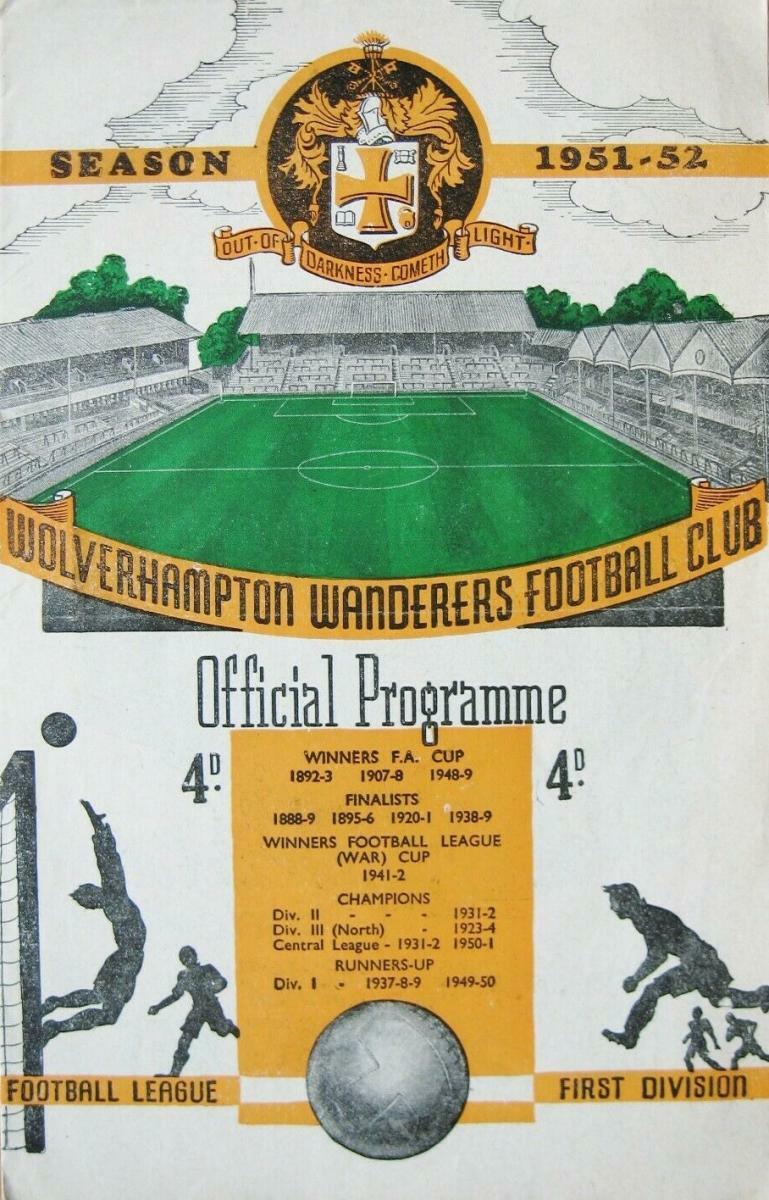 SEASON 1951-52
OUT·OF DARKNESS·COMETH LIGHT·
WOLVERHAMPTON WANDERERS FOOTBALL CLUB
Official Programme
4D. 4D.
WINNERS F.A. CUP
1892-3 1907-8 1948-9
FINALISTS
1888-9 1895-6 1920-1 1938-9
WINNERS FOOTBALL LEAGUE
(WAR) CUP
1941-2
CHAMPIONS
Div. II - - - 1931-2
Div. III (North) - 1923-4
Central League - 1931-2 1950-1
RUNNERS-UP
Div. I - 1937-8-9 1949-50
FOOTBALL LEAGUE FIRST DIVISION